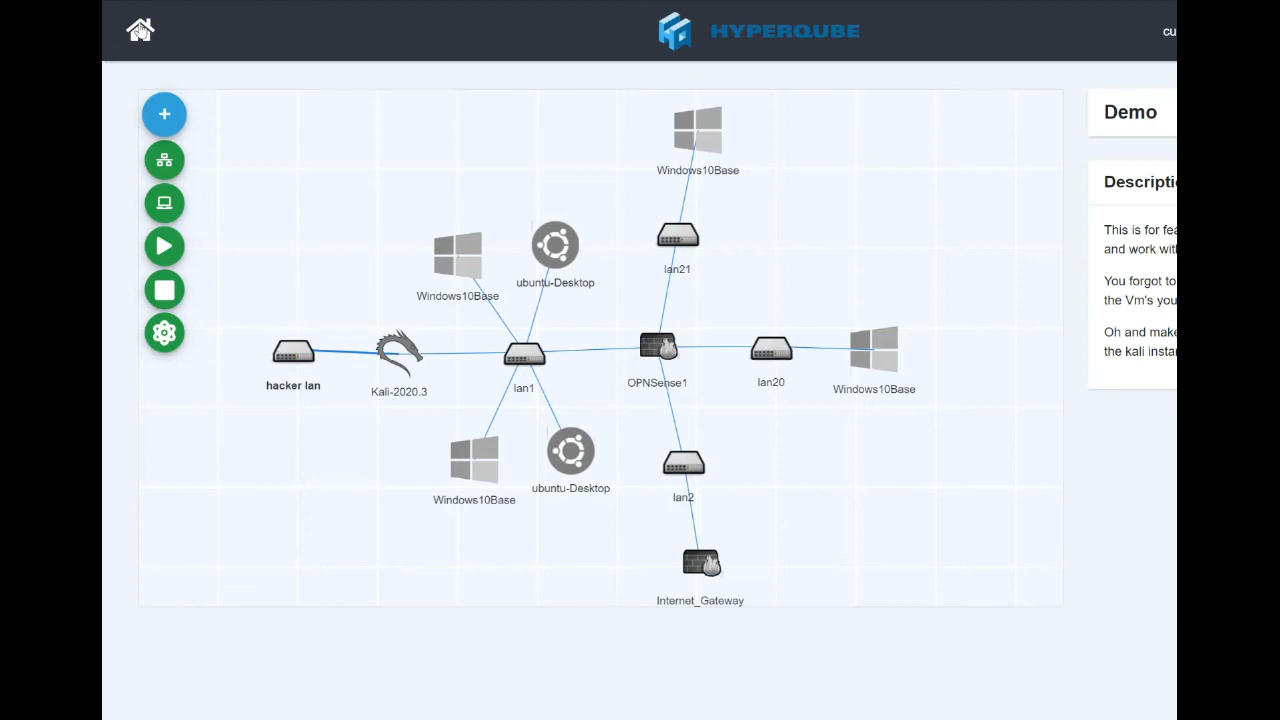 HYPERQUBE
cu
Demo
Descripti
This is for fea
and work with
You forgot to
the Vm's you
Oh and make
the kali instan
Windows10Base
lan21
Windows10Base
ubuntu-Desktop
hacker lan
Kali-2020.3
lan1
OPNSense1
lan20
Windows10Base
Windows10Base
ubuntu-Desktop
lan2
Internet_Gateway